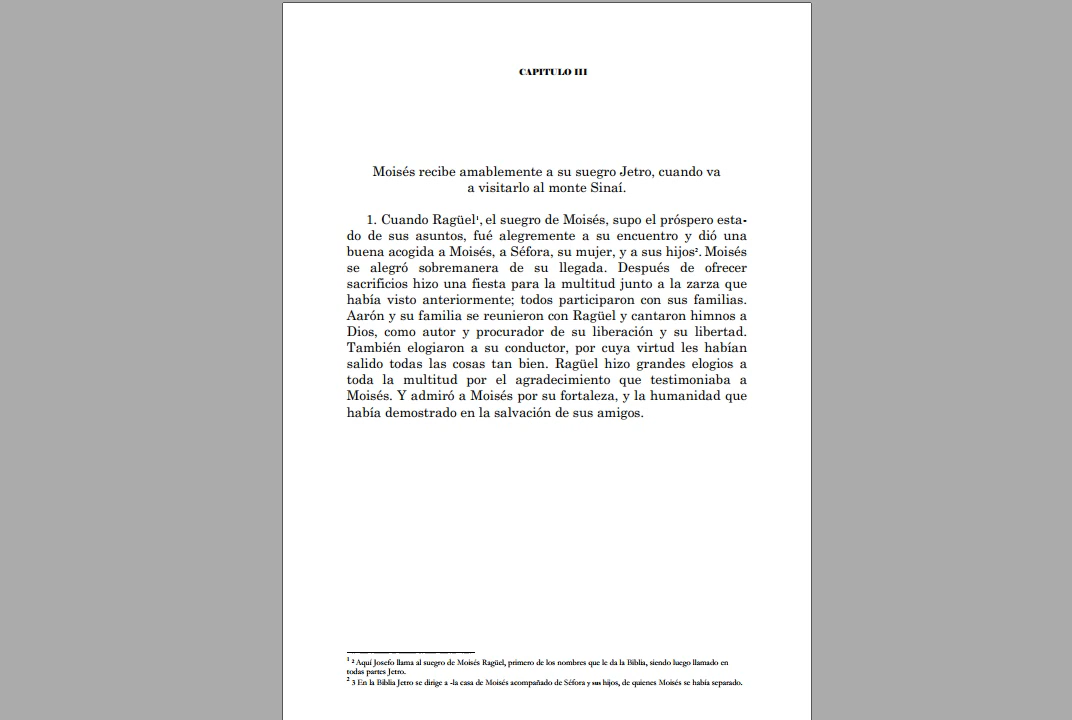 CAPITULO III
Moisés recibe amablemente a su suegro Jetro, cuando va
a visitarlo al monte Sinaí.
1. Cuando Ragüel¹, el suegro de Moisés, supo el próspero esta-
do de sus asuntos, fué alegremente a su encuentro y dió una
buena acogida a Moisés, a Séfora, su mujer, y a sus hijos². Moisés
se alegró sobremanera de su llegada. Después de ofrecer
sacrificios hizo una fiesta para la multitud junto a la zarza que
había visto anteriormente; todos participaron con sus familias.
Aarón y su familia se reunieron con Ragüel y cantaron himnos a
Dios, como autor y procurador de su liberación y su libertad.
También elogiaron a su conductor, por cuya virtud les habían
salido todas las cosas tan bien. Ragüel hizo grandes elogios a
toda la multitud por el agradecimiento que testimoniaba a
Moisés. Y admiró a Moisés por su fortaleza, y la humanidad que
había demostrado en la salvación de sus amigos.
¹ ² Aquí Josefo llama al suegro de Moisés Ragüel, primero de los nombres que le da la Biblia, siendo luego llamado en
todas partes Jetro.
² 3 En la Biblia Jetro se dirige a -la casa de Moisés acompañado de Séfora y sus hijos, de quienes Moisés se había separado.